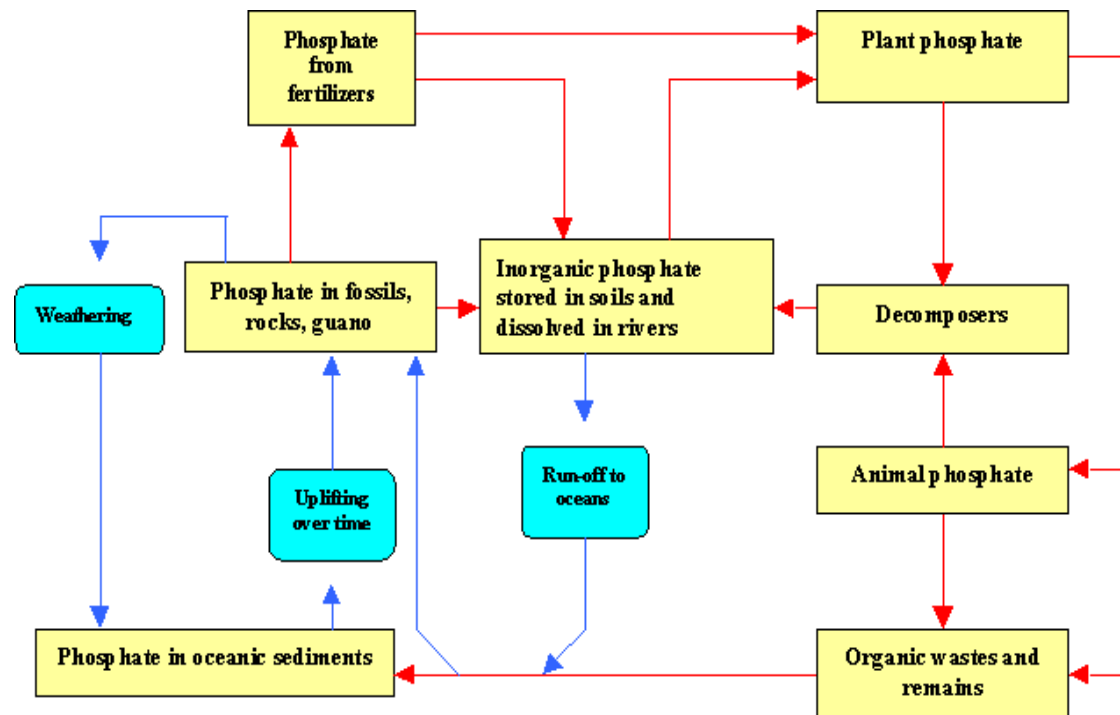 Phosphate
from
fertilizers
Plant phosphate
Weathering
Phosphate in fossils,
rocks, guano
Inorganic phosphate
stored in soils and
dissolved in rivers
Decomposers
Uplifting
over time
Run-off to
oceans
Animal phosphate
Phosphate in oceanic sediments
Organic wastes and
remains